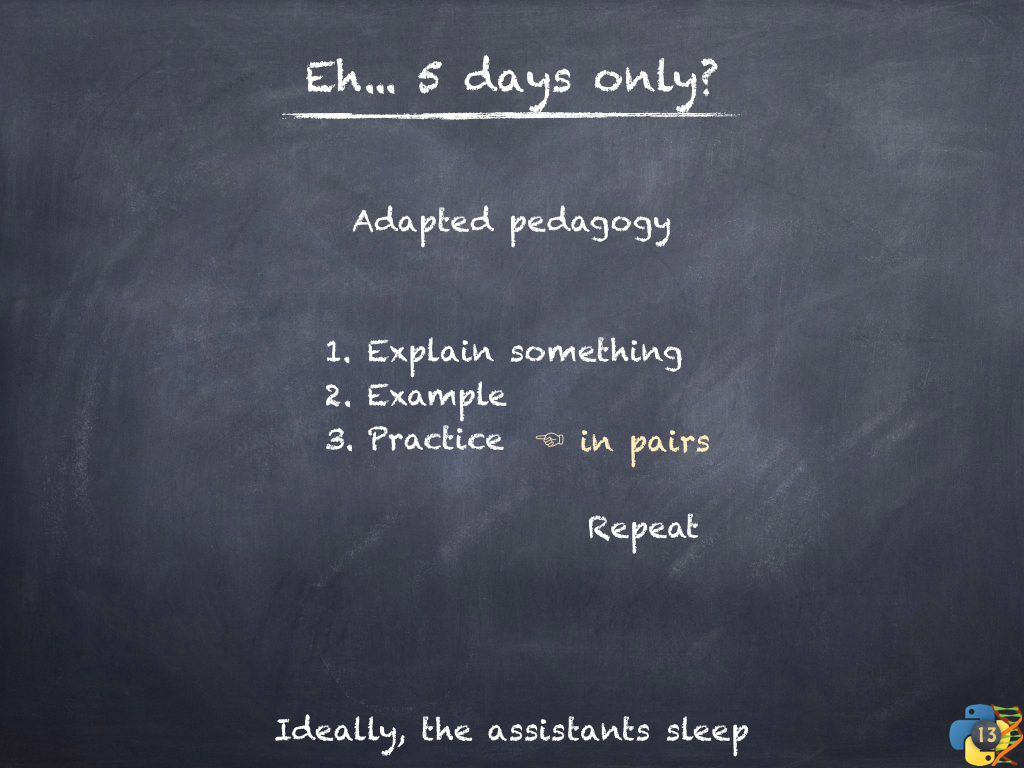 Eh... 5 days only?
Adapted pedagogy
1. Explain something
2. Example
3. Practice ☜ in pairs
Repeat
Ideally, the assistants sleep
13